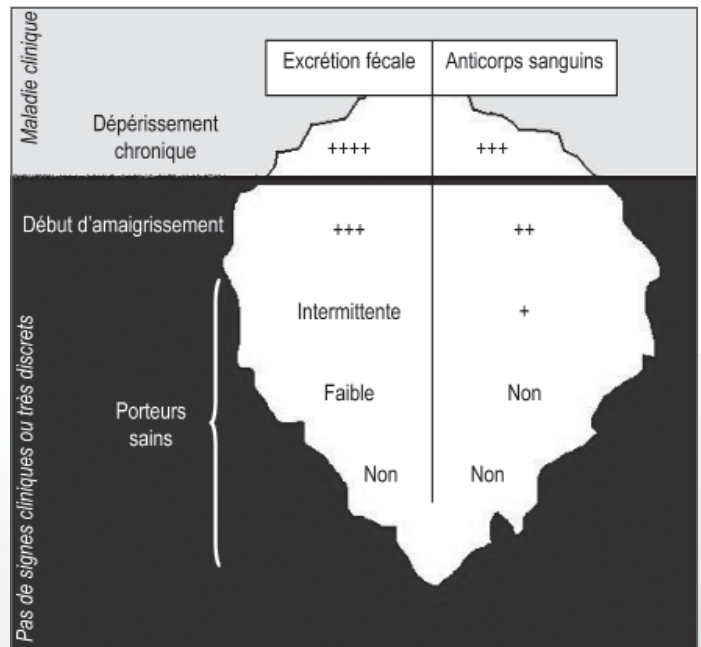 Maladie clinique
Excrétion fécale
Anticorps sanguins
Dépérissement
chronique
++++
+++
Pas de signes cliniques ou très discrets
Début d'amaigrissement
+++
++
Porteurs
sains
Intermittente
+
Faible
Non
Non
Non